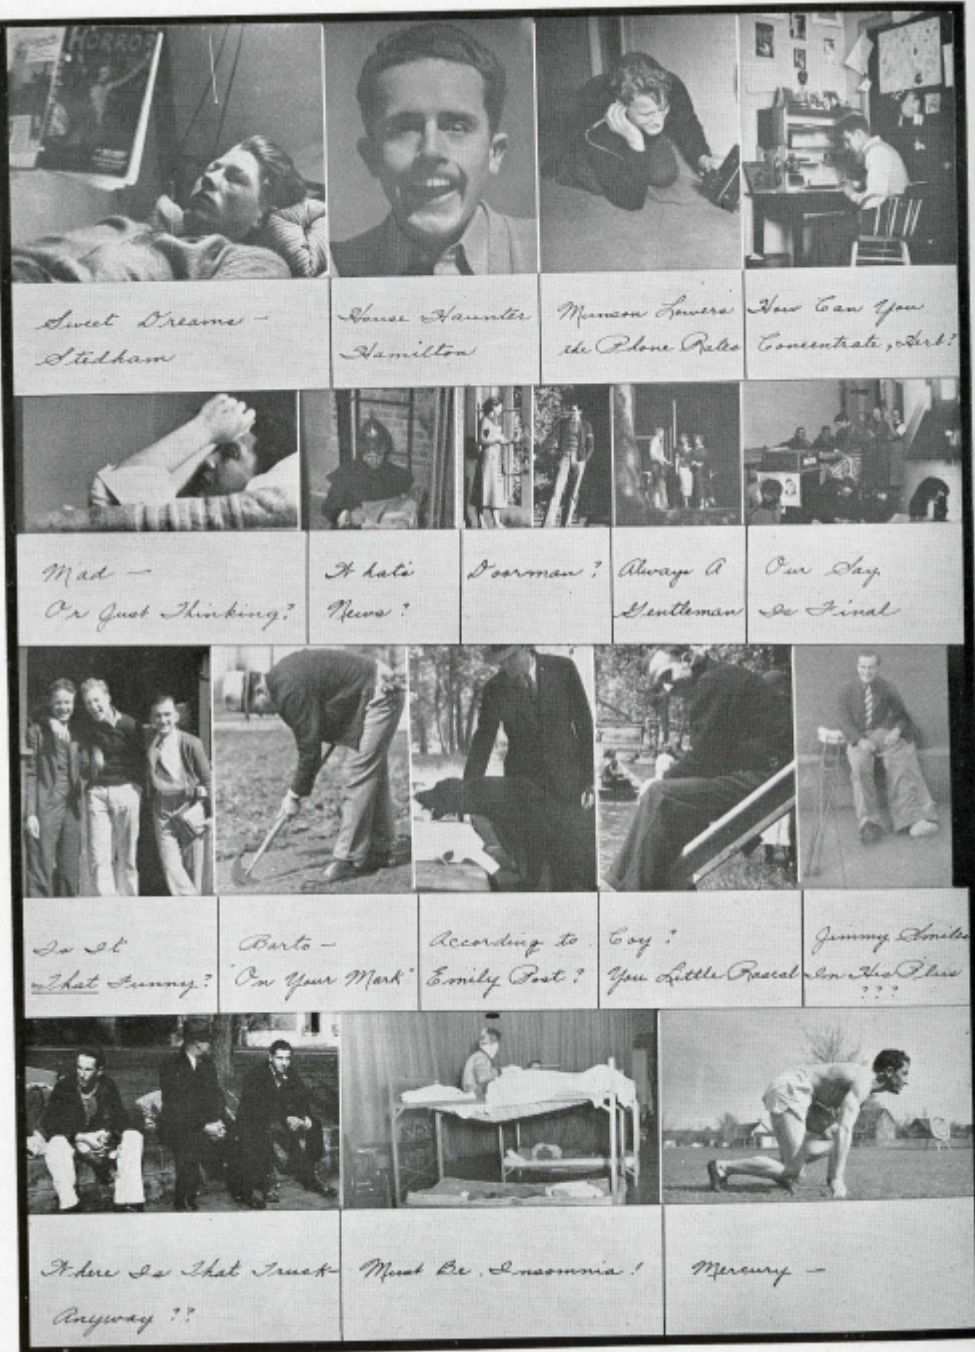 HORROR
Sweet Dreams –
Stedham
House Haunter
Hamilton
Munson Lowers
the Phone Rates
How Can You
Concentrate, Herb?
Mad –
Or Just Thinking?
What's
News?
Doorman?
Always A
Gentleman
Our Say
Is Final
Is It
That Funny?
Barto –
"On Your Mark"
According to
Emily Post?
Coy?
You Little Rascal
Jimmy Smiles
In His Plus
???
Where Is That Truck
Anyway??
Must Be Insomnia!
Mercury –